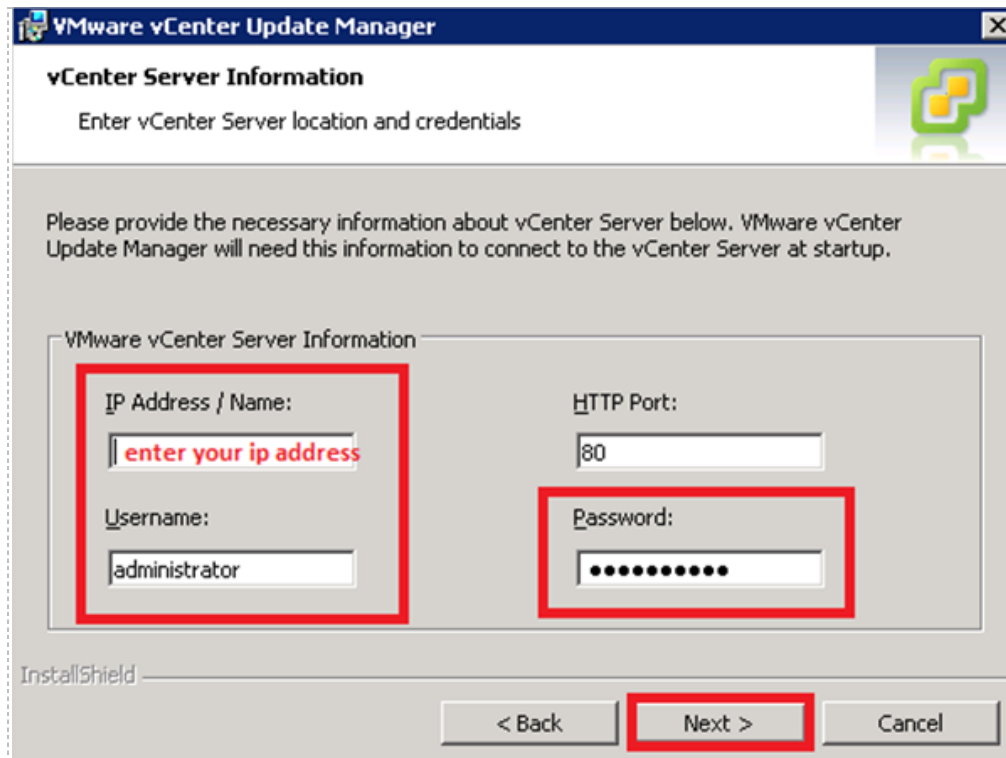 VMware vCenter Update Manager
vCenter Server Information
Enter vCenter Server location and credentials
Please provide the necessary information about vCenter Server below. VMware vCenter
Update Manager will need this information to connect to the vCenter Server at startup.
VMware vCenter Server Information
IP Address / Name:
enter your ip address
HTTP Port:
80
Username:
administrator
Password:
••••••••••
InstallShield
< Back
Next >
Cancel